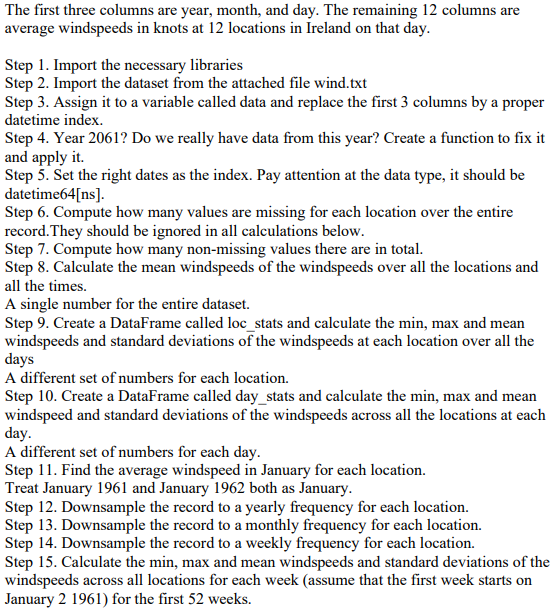 The first three columns are year, month, and day. The remaining 12 columns are
average windspeeds in knots at 12 locations in Ireland on that day.
Step 1. Import the necessary libraries
Step 2. Import the dataset from the attached file wind.txt
Step 3. Assign it to a variable called data and replace the first 3 columns by a proper
datetime index.
Step 4. Year 2061? Do we really have data from this year? Create a function to fix it
and apply it.
Step 5. Set the right dates as the index. Pay attention at the data type, it should be
datetime64[ns].
Step 6. Compute how many values are missing for each location over the entire
record.They should be ignored in all calculations below.
Step 7. Compute how many non-missing values there are in total.
Step 8. Calculate the mean windspeeds of the windspeeds over all the locations and
all the times.
A single number for the entire dataset.
Step 9. Create a DataFrame called loc_stats and calculate the min, max and mean
windspeeds and standard deviations of the windspeeds at each location over all the
days
A different set of numbers for each location.
Step 10. Create a DataFrame called day_stats and calculate the min, max and mean
windspeed and standard deviations of the windspeeds across all the locations at each
day.
A different set of numbers for each day.
Step 11. Find the average windspeed in January for each location.
Treat January 1961 and January 1962 both as January.
Step 12. Downsample the record to a yearly frequency for each location.
Step 13. Downsample the record to a monthly frequency for each location.
Step 14. Downsample the record to a weekly frequency for each location.
Step 15. Calculate the min, max and mean windspeeds and standard deviations of the
windspeeds across all locations for each week (assume that the first week starts on
January 2 1961) for the first 52 weeks.